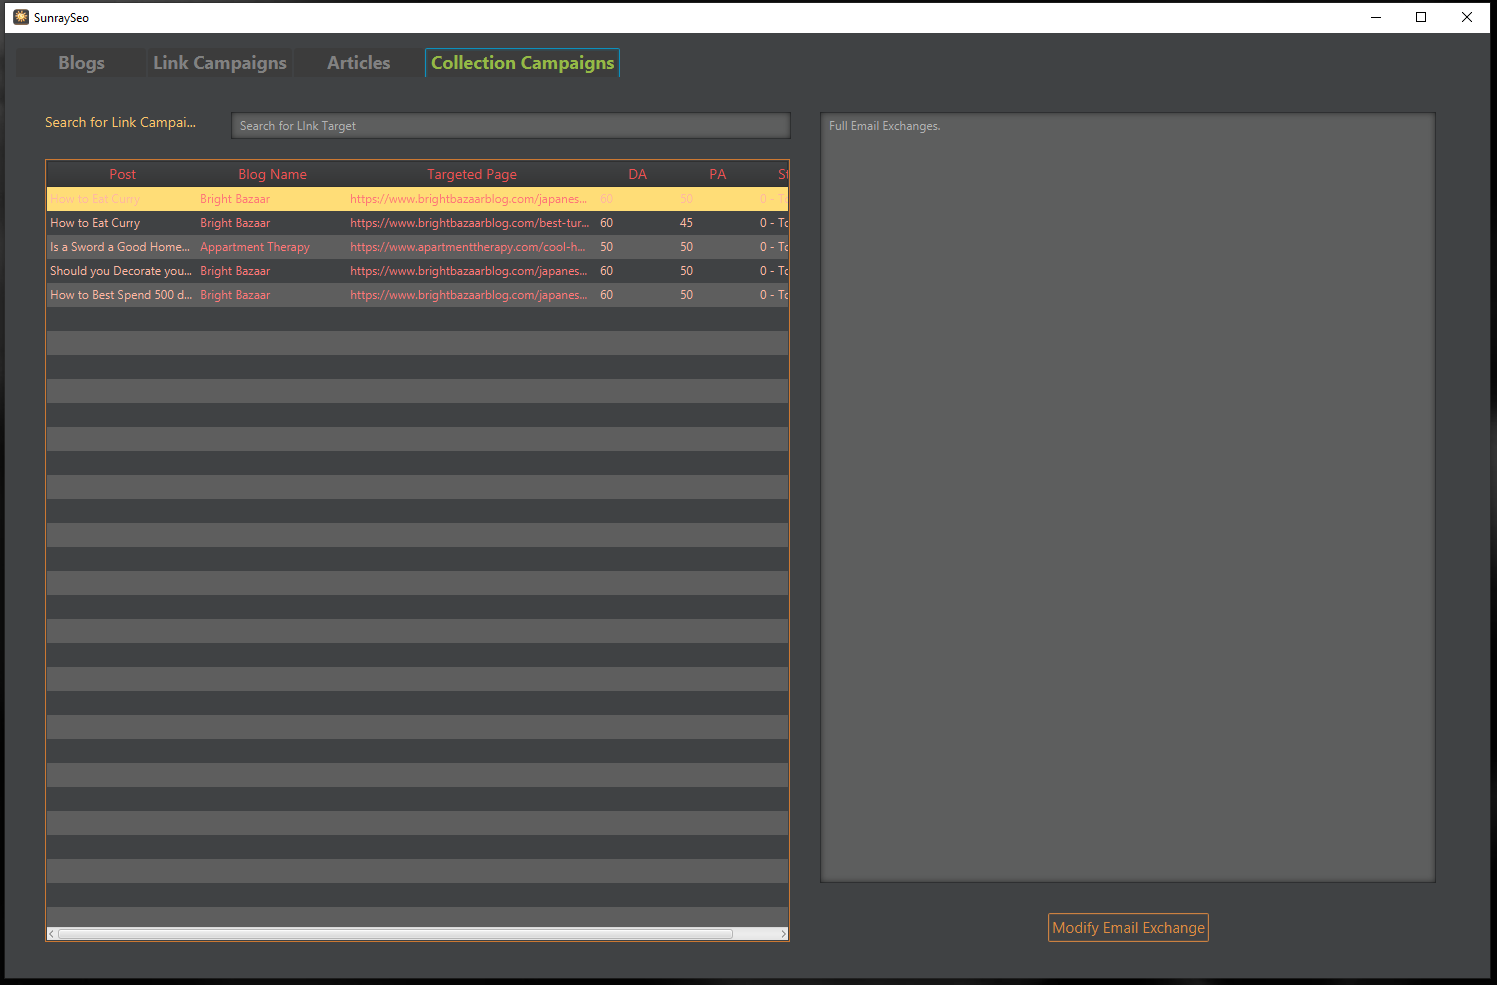 SunraySeo
Blogs Link Campaigns Articles Collection Campaigns
Search for Link Campai... Search for LInk Target
Full Email Exchanges.
Post Blog Name Targeted Page DA PA St
How to Eat Curry Bright Bazaar https://www.brightbazaarblog.com/japanes... 60 50 0 - To
How to Eat Curry Bright Bazaar https://www.brightbazaarblog.com/best-tur... 60 45 0 - To
Is a Sword a Good Home... Appartment Therapy https://www.apartmenttherapy.com/cool-h... 50 50 0 - To
Should you Decorate you... Bright Bazaar https://www.brightbazaarblog.com/japanes... 60 50 0 - To
How to Best Spend 500 d... Bright Bazaar https://www.brightbazaarblog.com/japanes... 60 50 0 - To
Modify Email Exchange